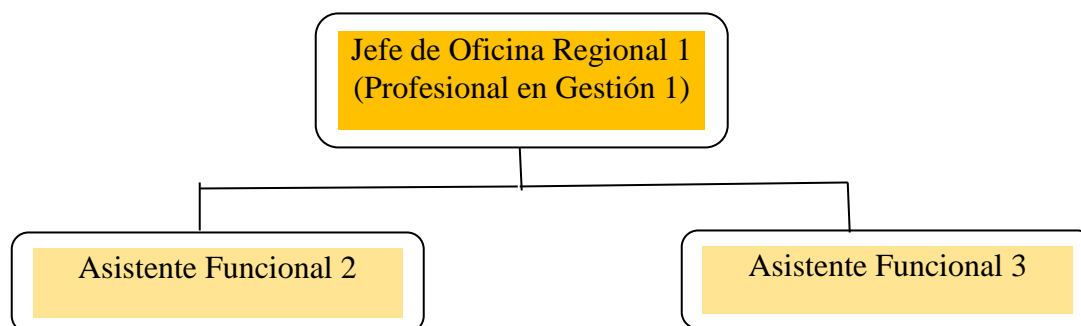 Jefe de Oficina Regional 1
(Profesional en Gestión 1)
Asistente Funcional 2
Asistente Funcional 3